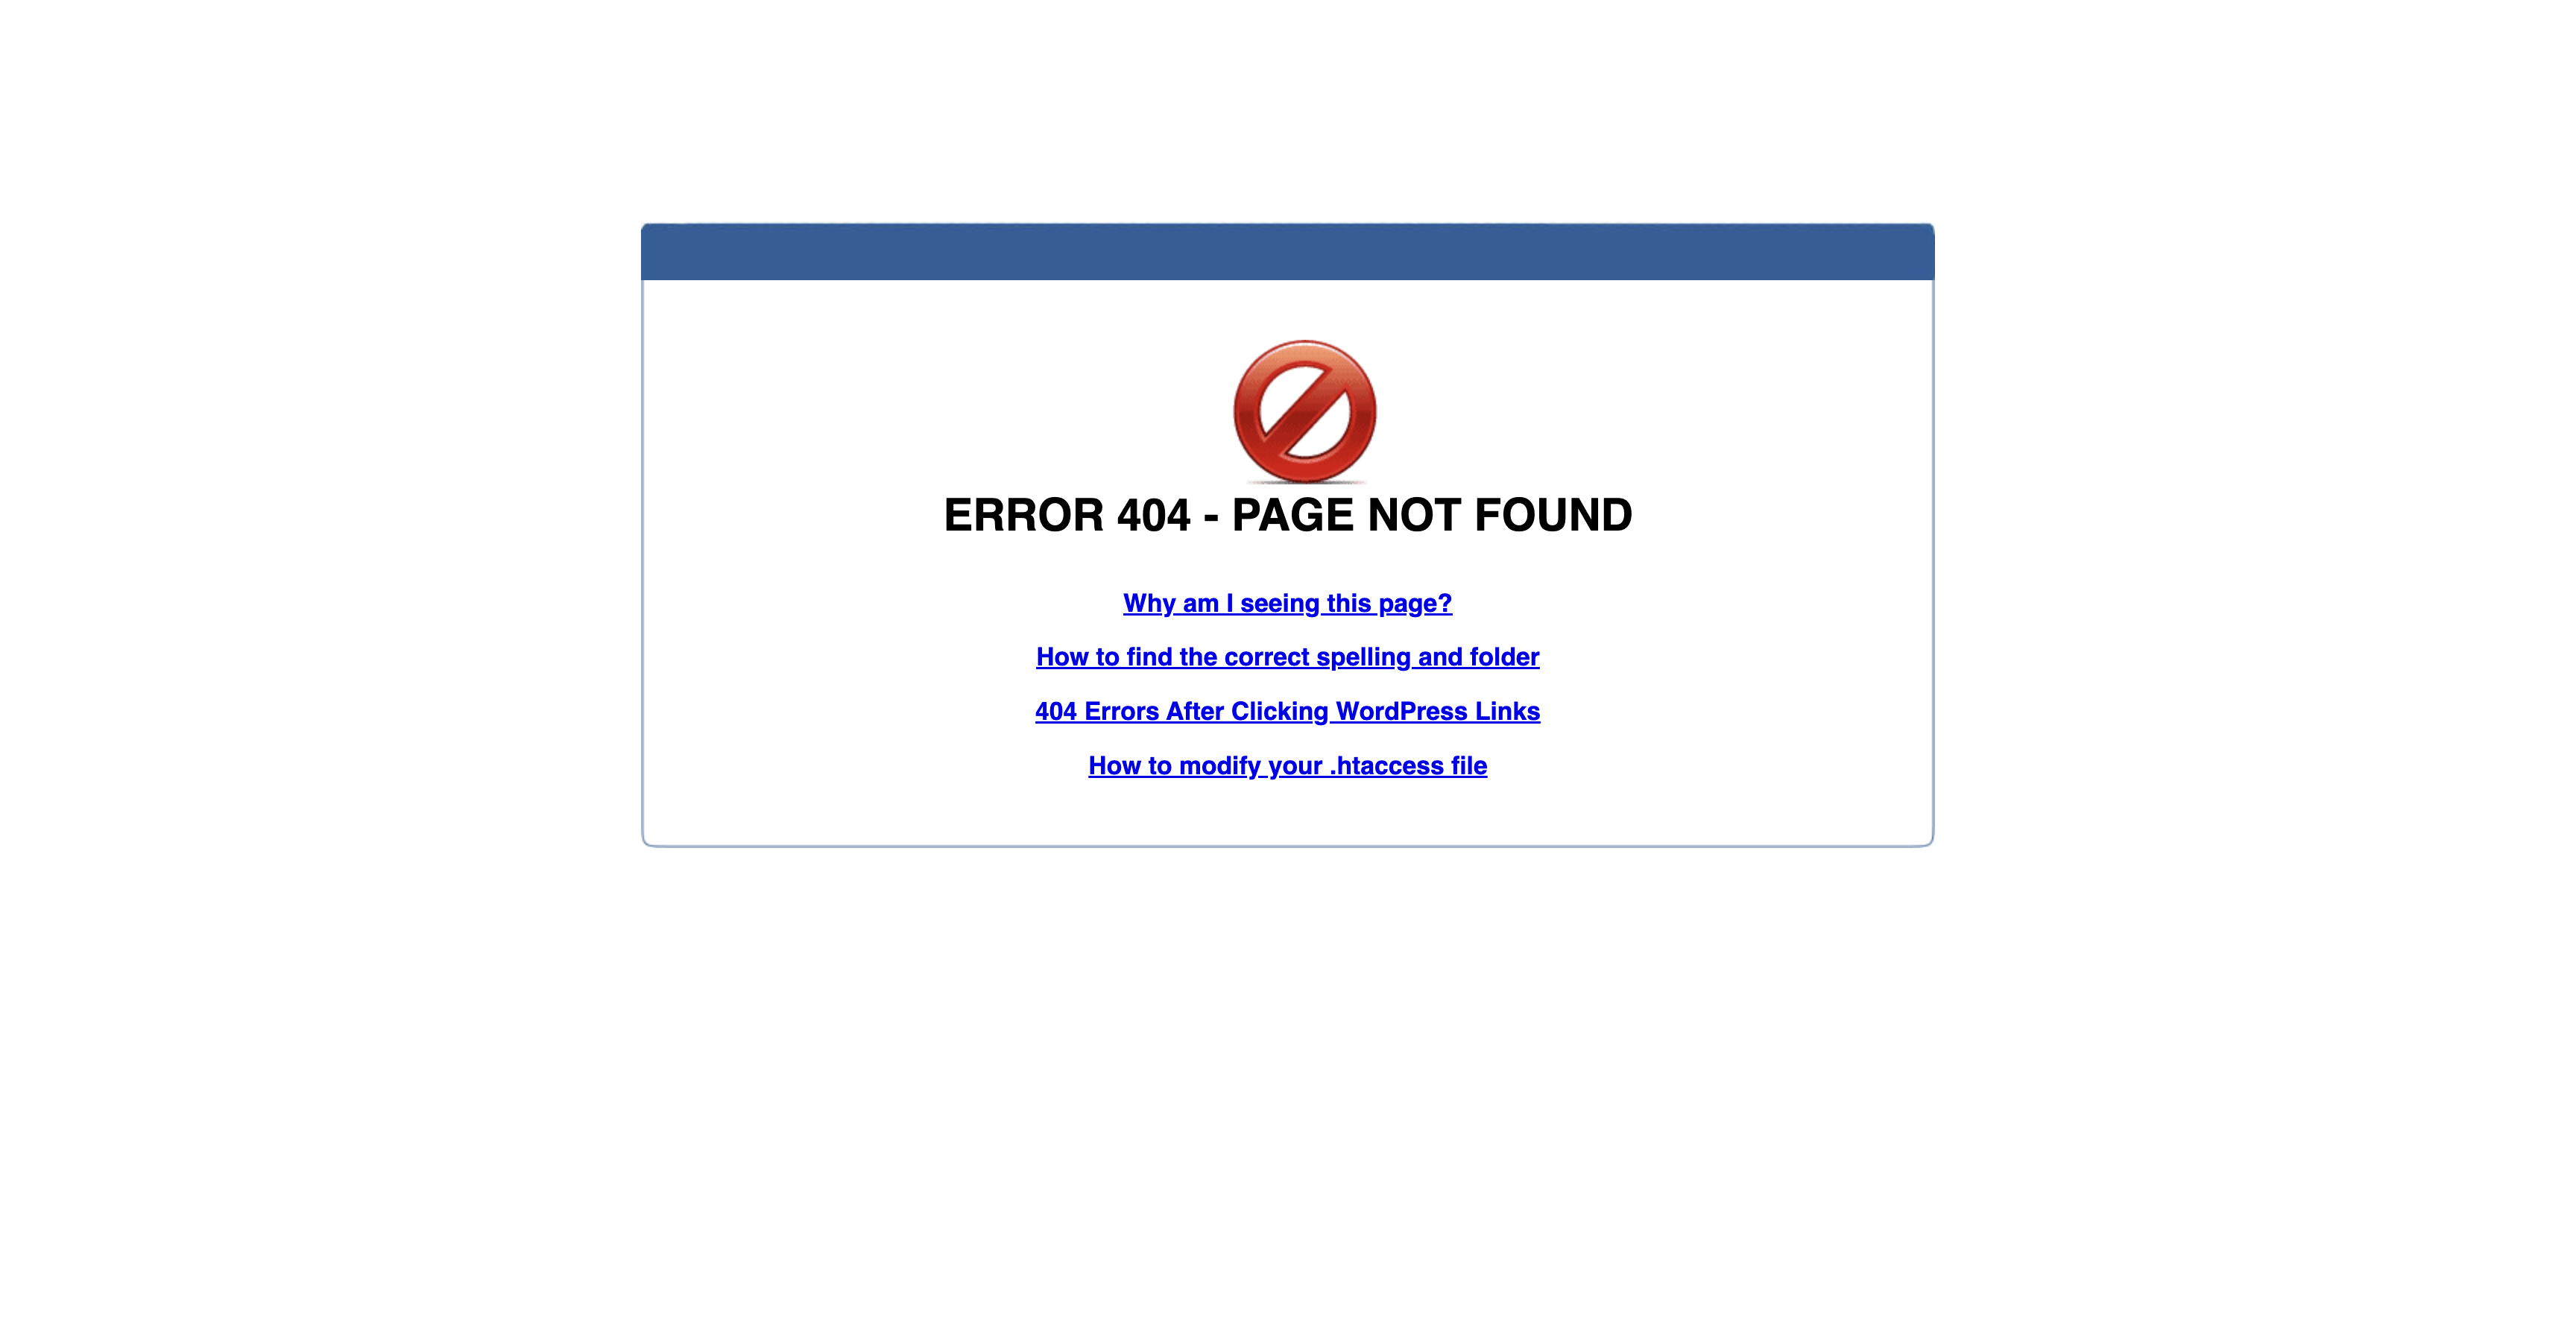 ERROR 404 - PAGE NOT FOUND
Why am I seeing this page?
How to find the correct spelling and folder
404 Errors After Clicking WordPress Links
How to modify your .htaccess file